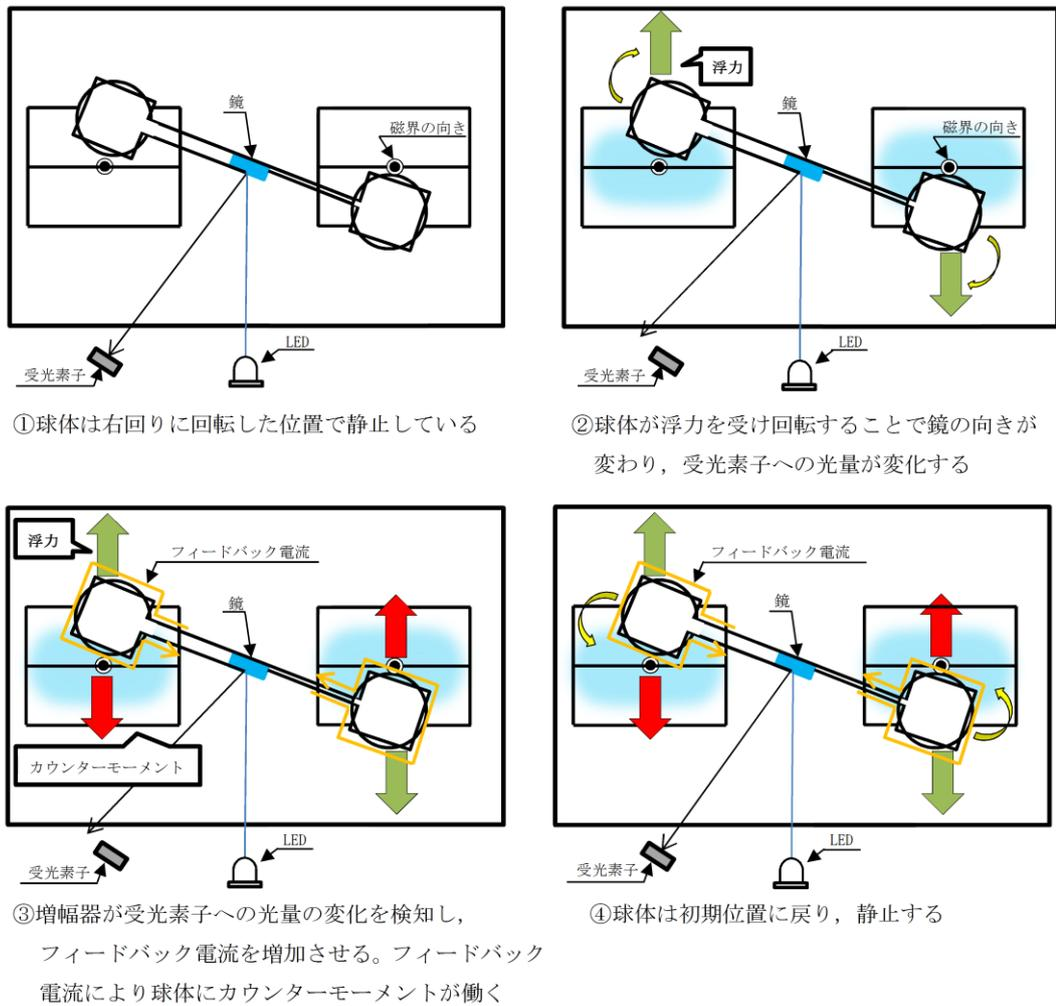 鏡
磁界の向き
LED
受光素子
①球体は右回りに回転した位置で静止している
浮力
鏡
磁界の向き
LED
受光素子
②球体が浮力を受け回転することで鏡の向きが
変わり，受光素子への光量が変化する
浮力
フィードバック電流
鏡
カウンターモーメント
LED
受光素子
③増幅器が受光素子への光量の変化を検知し，
フィードバック電流を増加させる。フィードバック
電流により球体にカウンターモーメントが働く
フィードバック電流
鏡
LED
受光素子
④球体は初期位置に戻り，静止する